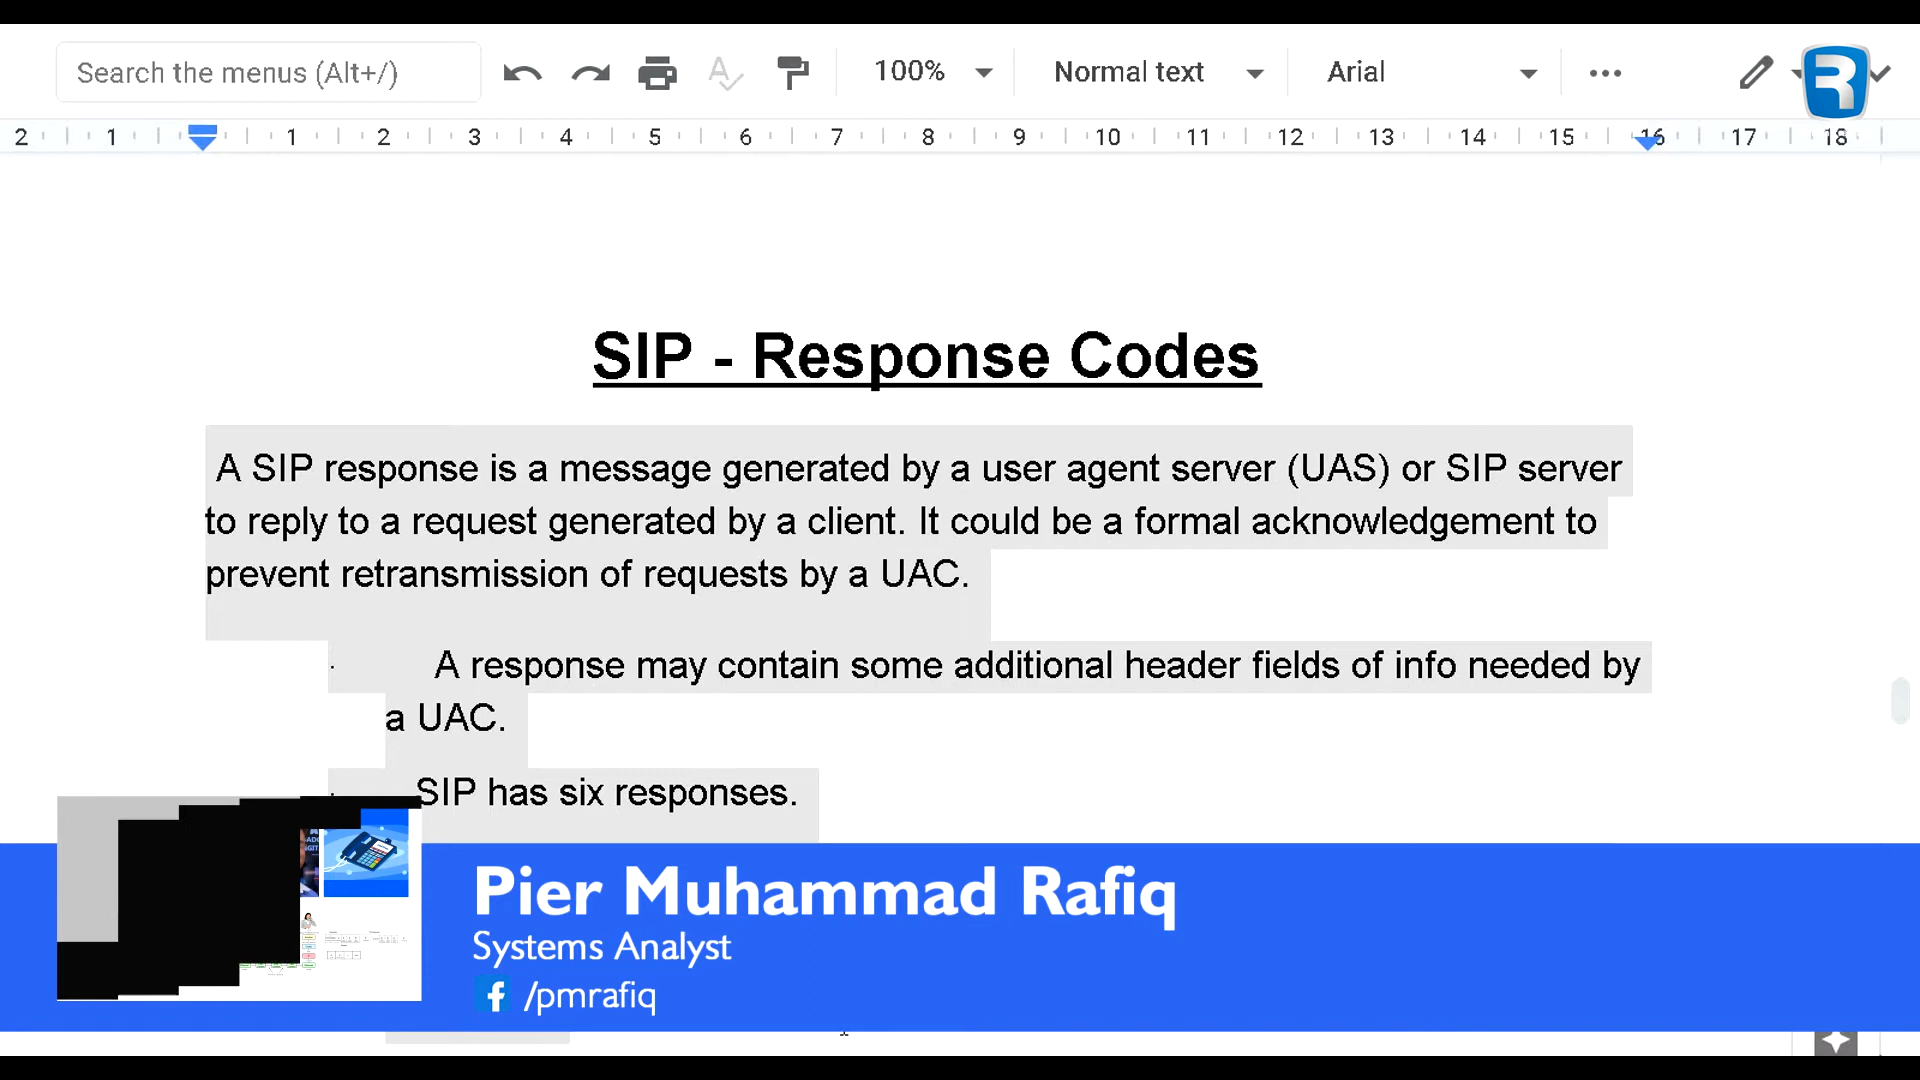 Search the menus (Alt+/)
100%
Normal text
Arial
2 1 1 2 3 4 5 6 7 8 9 10 11 12 13 14 15 16 17 18
SIP - Response Codes
A SIP response is a message generated by a user agent server (UAS) or SIP server
to reply to a request generated by a client. It could be a formal acknowledgement to
prevent retransmission of requests by a UAC.
· A response may contain some additional header fields of info needed by
a UAC.
· SIP has six responses.
Pier Muhammad Rafiq
Systems Analyst
/pmrafiq